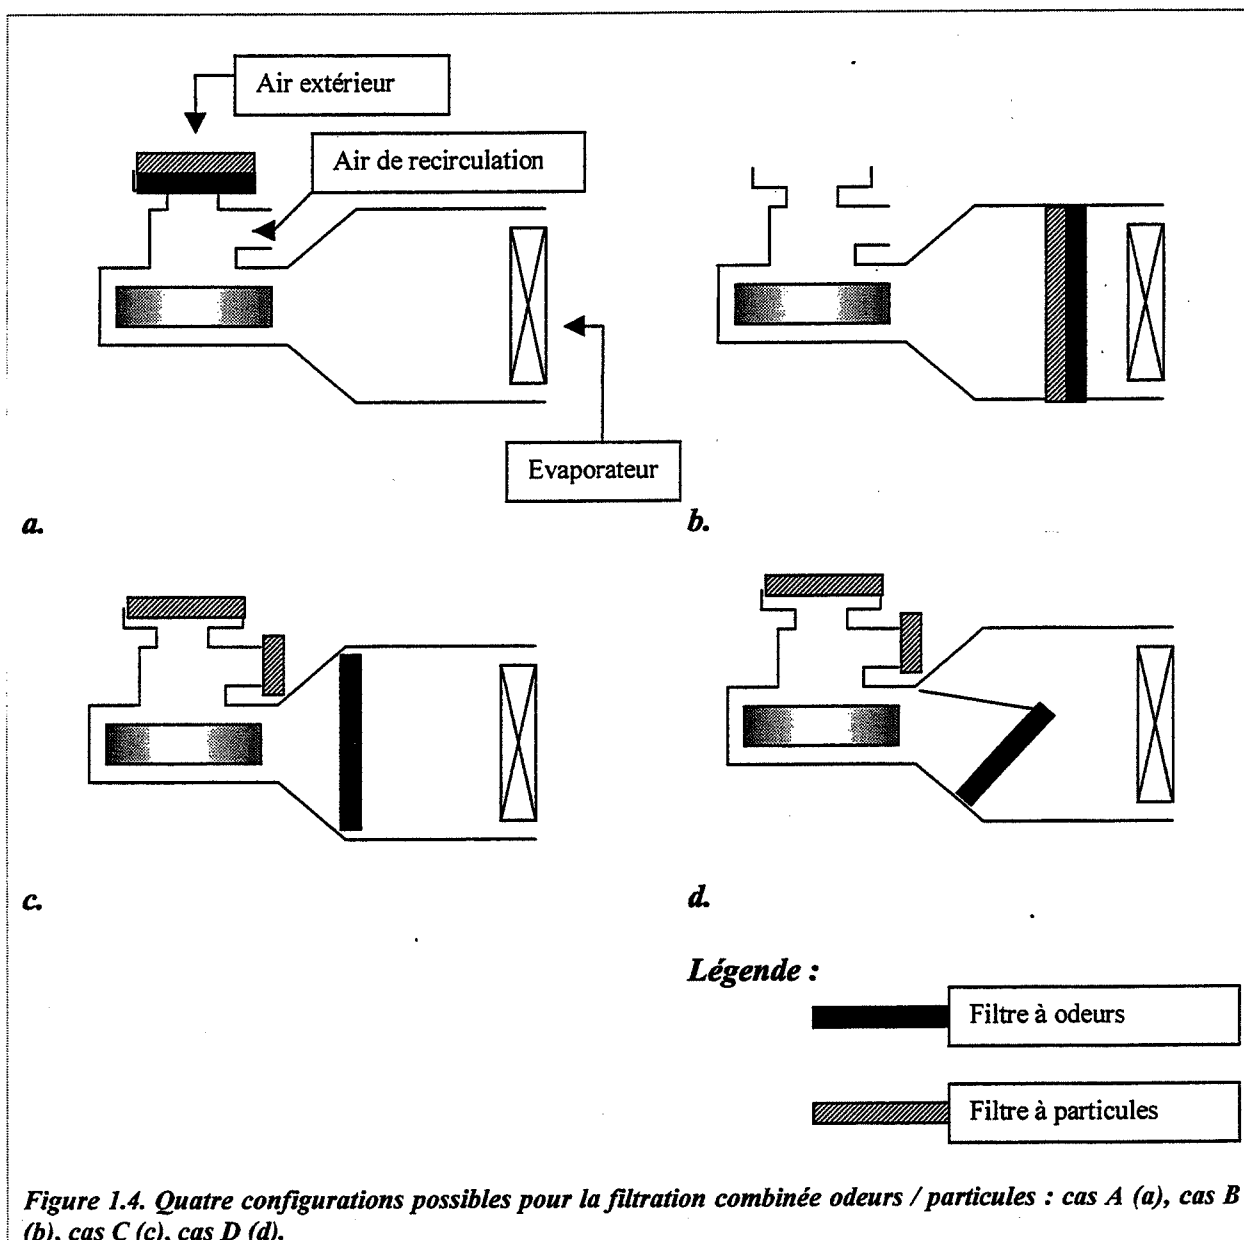 Air extérieur
Air de recirculation
Evaporateur
a.
b.
c.
d.
Légende :
Filtre à odeurs
Filtre à particules
Figure 1.4. Quatre configurations possibles pour la filtration combinée odeurs / particules : cas A (a), cas B
(b), cas C (c), cas D (d).